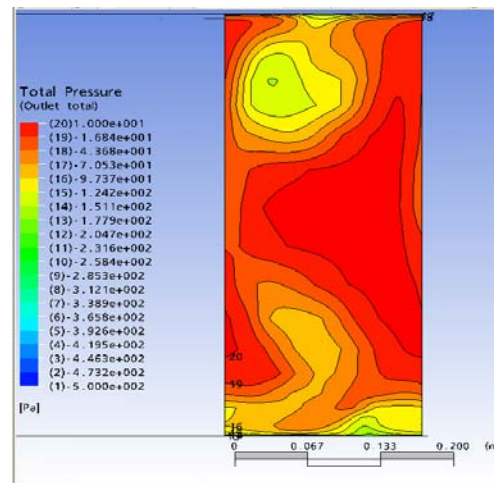 Total Pressure
(Outlet total)
(20)1.000e+001
(19)-1.684e+001
(18)-4.368e+001
(17)-7.053e+001
(16)-9.737e+001
(15)-1.242e+002
(14)-1.511e+002
(13)-1.779e+002
(12)-2.047e+002
(11)-2.316e+002
(10)-2.584e+002
(9)-2.853e+002
(8)-3.121e+002
(7)-3.389e+002
(6)-3.658e+002
(5)-3.926e+002
(4)-4.195e+002
(3)-4.463e+002
(2)-4.732e+002
(1)-5.000e+002
[Pa]
20
19
16
0 0.067 0.133 0.200